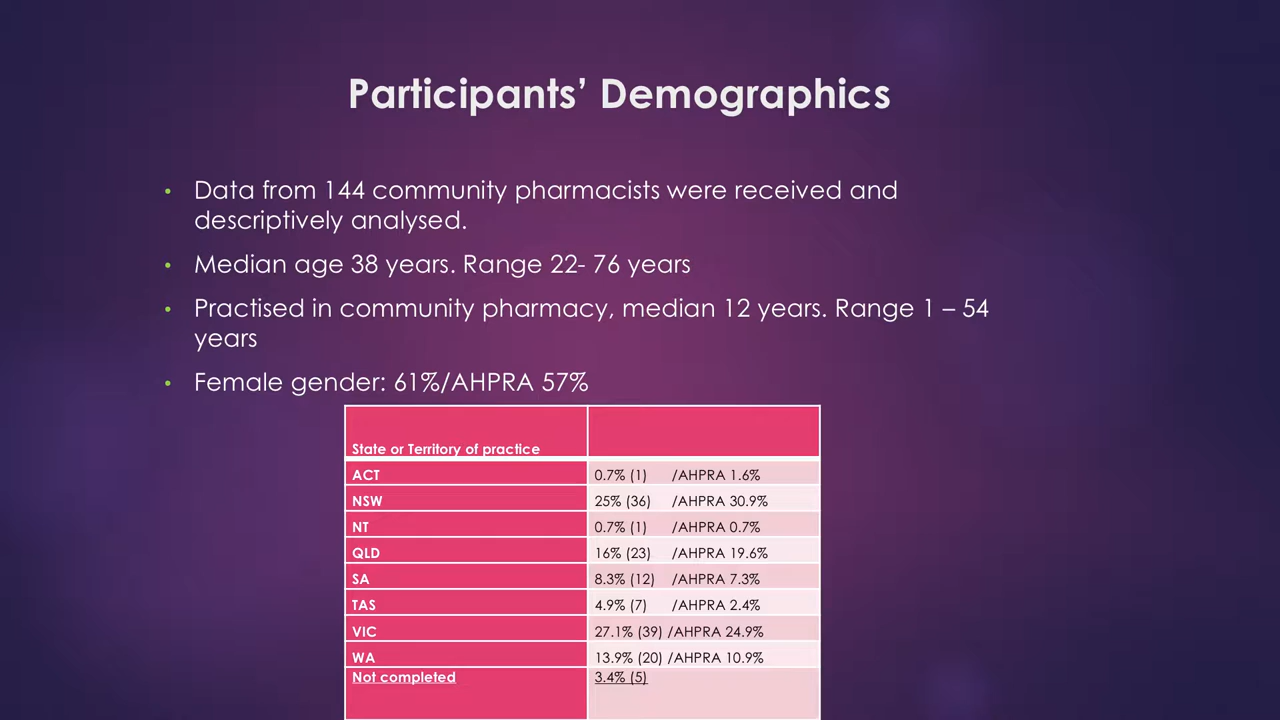 Participants’ Demographics
• Data from 144 community pharmacists were received and
descriptively analysed.
• Median age 38 years. Range 22- 76 years
• Practised in community pharmacy, median 12 years. Range 1 – 54
years
• Female gender: 61%/AHPRA 57%
State or Territory of practice
ACT 0.7% (1) /AHPRA 1.6%
NSW 25% (36) /AHPRA 30.9%
NT 0.7% (1) /AHPRA 0.7%
QLD 16% (23) /AHPRA 19.6%
SA 8.3% (12) /AHPRA 7.3%
TAS 4.9% (7) /AHPRA 2.4%
VIC 27.1% (39) /AHPRA 24.9%
WA 13.9% (20) /AHPRA 10.9%
Not completed 3.4% (5)